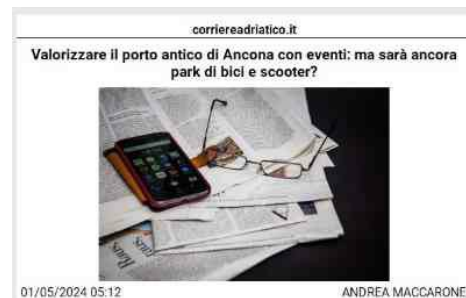 corriereadriatico.it
Valorizzare il porto antico di Ancona con eventi: ma sarà ancora
park di bici e scooter?
01/05/2024 05:12
ANDREA MACCARONE